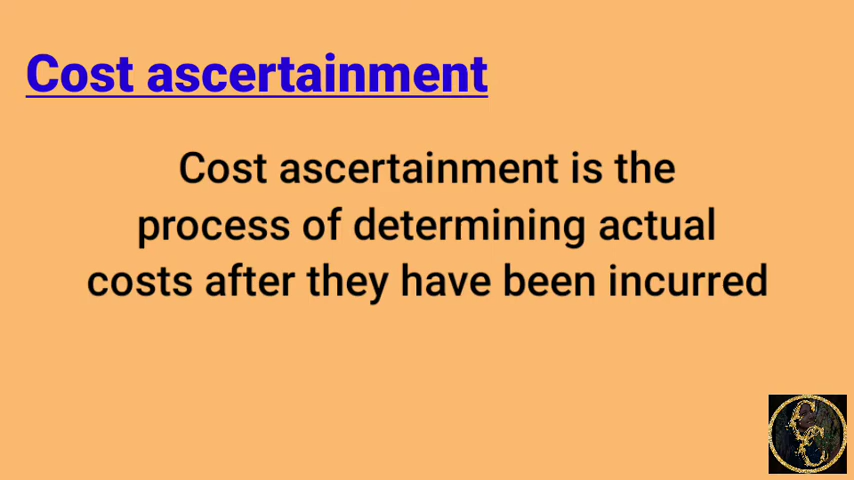 Cost ascertainment
Cost ascertainment is the
process of determining actual
costs after they have been incurred